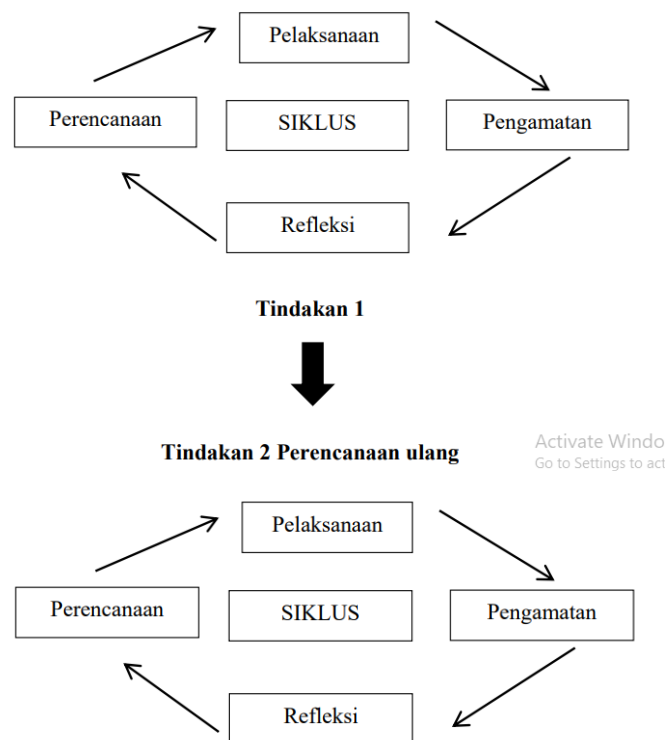 Pelaksanaan
Perencanaan
SIKLUS
Pengamatan
Refleksi
Tindakan 1
Tindakan 2 Perencanaan ulang
Activate Windo
Go to Settings to act
Pelaksanaan
Perencanaan
SIKLUS
Pengamatan
Refleksi